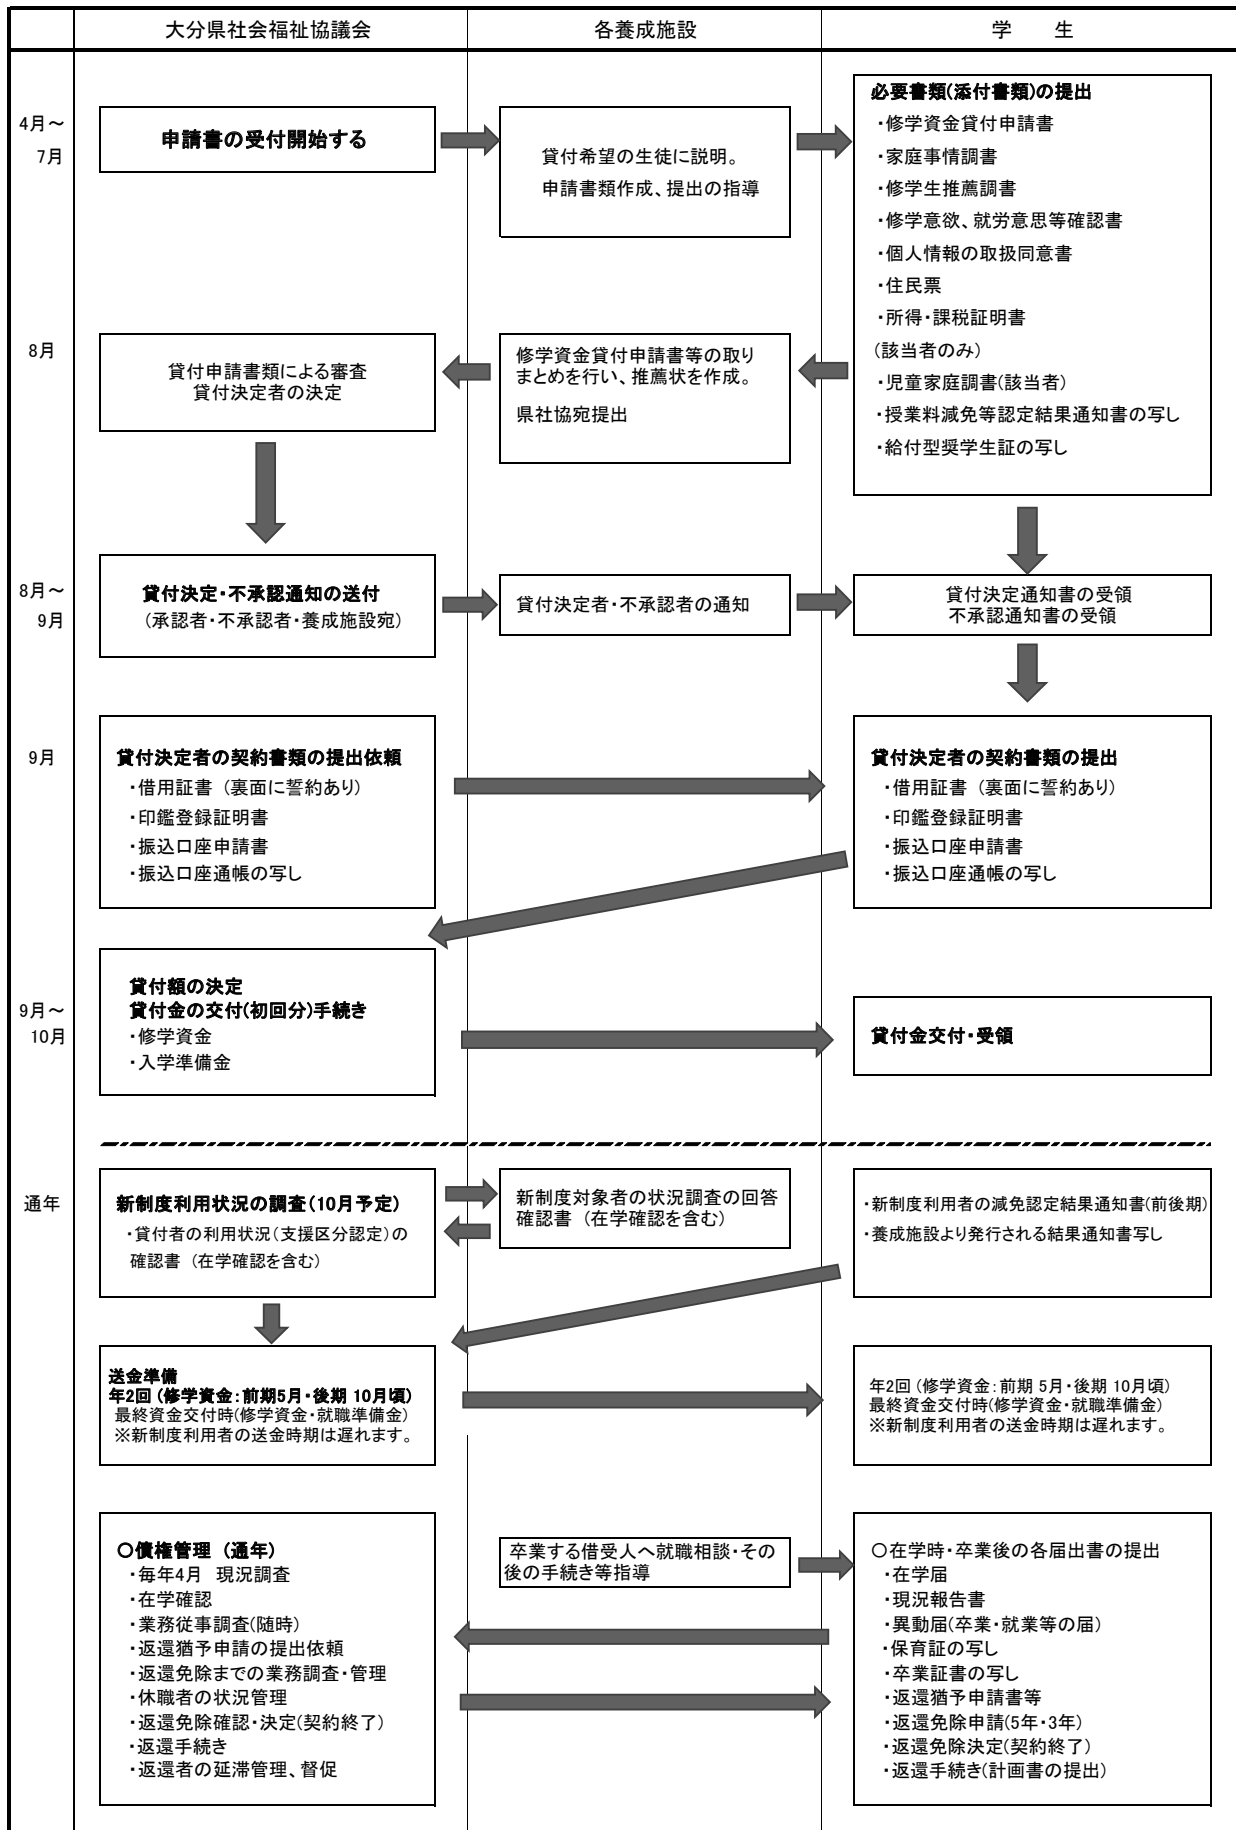 大分県社会福祉協議会
各養成施設
学　　生
4月～
7月
申請書の受付開始する
貸付希望の生徒に説明。
申請書類作成、提出の指導
必要書類(添付書類)の提出
・修学資金貸付申請書
・家庭事情調書
・修学生推薦調書
・修学意欲、就労意思等確認書
・個人情報の取扱同意書
・住民票
・所得・課税証明書
(該当者のみ)
・児童家庭調書(該当者)
・授業料減免等認定結果通知書の写し
・給付型奨学生証の写し
8月
貸付申請書類による審査
貸付決定者の決定
修学資金貸付申請書等の取り
まとめを行い、推薦状を作成。
県社協宛提出
8月～
9月
貸付決定・不承認通知の送付
（承認者・不承認者・養成施設宛）
貸付決定者・不承認者の通知
貸付決定通知書の受領
不承認通知書の受領
9月
貸付決定者の契約書類の提出依頼
・借用証書（裏面に誓約あり）
・印鑑登録証明書
・振込口座申請書
・振込口座通帳の写し
貸付決定者の契約書類の提出
・借用証書（裏面に誓約あり）
・印鑑登録証明書
・振込口座申請書
・振込口座通帳の写し
9月～
10月
貸付額の決定
貸付金の交付(初回分)手続き
・修学資金
・入学準備金
貸付金交付・受領
通年
新制度利用状況の調査（10月予定）
・貸付者の利用状況（支援区分認定）の
確認書（在学確認を含む）
新制度対象者の状況調査の回答
確認書（在学確認を含む）
・新制度利用者の減免認定結果通知書(前後期)
・養成施設より発行される結果通知書写し
送金準備
年2回（修学資金：前期5月・後期 10月頃）
最終資金交付時(修学資金・就職準備金)
※新制度利用者の送金時期は遅れます。
年2回（修学資金：前期 5月・後期 10月頃）
最終資金交付時(修学資金・就職準備金)
※新制度利用者の送金時期は遅れます。
○債権管理（通年）
・毎年4月　現況調査
・在学確認
・業務従事調査(随時)
・返還猶予申請の提出依頼
・返還免除までの業務調査・管理
・休職者の状況管理
・返還免除確認・決定(契約終了)
・返還手続き
・返還者の延滞管理、督促
卒業する借受人へ就職相談・その
後の手続き等指導
○在学時・卒業後の各届出書の提出
・在学届
・現況報告書
・異動届(卒業・就業等の届)
・保育証の写し
・卒業証書の写し
・返還猶予申請書等
・返還免除申請(5年・3年)
・返還免除決定(契約終了)
・返還手続き(計画書の提出)